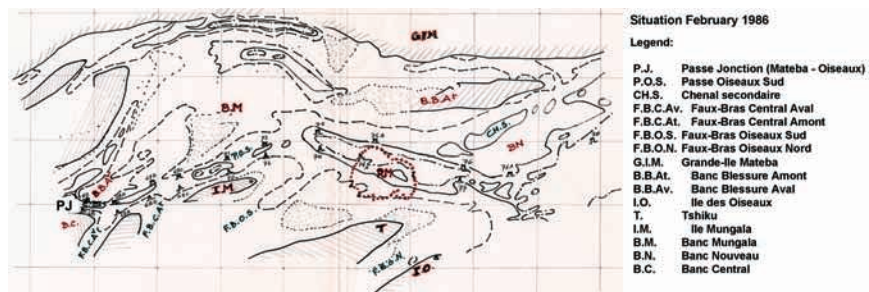 G.I.M
B.B.At
B.M
CH.S.
BN
P.O.S.
I.M
PJ
B.C.
F.B.O.S.
T
F.B.O.N.
I.O.
Situation February 1986
Legend:
P.J. Passe Jonction (Mateba - Oiseaux)
P.O.S. Passe Oiseaux Sud
CH.S. Chenal secondaire
F.B.C.Av. Faux-Bras Central Aval
F.B.C.At. Faux-Bras Central Amont
F.B.O.S. Faux-Bras Oiseaux Sud
F.B.O.N. Faux-Bras Oiseaux Nord
G.I.M. Grande-Ile Mateba
B.B.At. Banc Blessure Amont
B.B.Av. Banc Blessure Aval
I.O. Ile des Oiseaux
T. Tshiku
I.M. Ile Mungala
B.M. Banc Mungala
B.N. Banc Nouveau
B.C. Banc Central